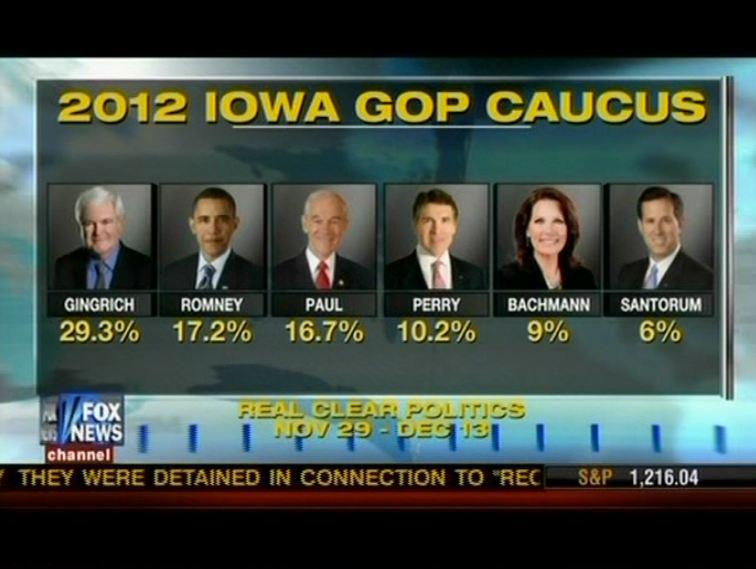 2012 IOWA GOP CAUCUS
GINGRICH ROMNEY PAUL PERRY BACHMANN SANTORUM
29.3% 17.2% 16.7% 10.2% 9% 6%
REAL CLEAR POLITICS
NOV 29 - DEC 13
FOX
NEWS
channel
THEY WERE DETAINED IN CONNECTION TO "REC
S&P 1,216.04